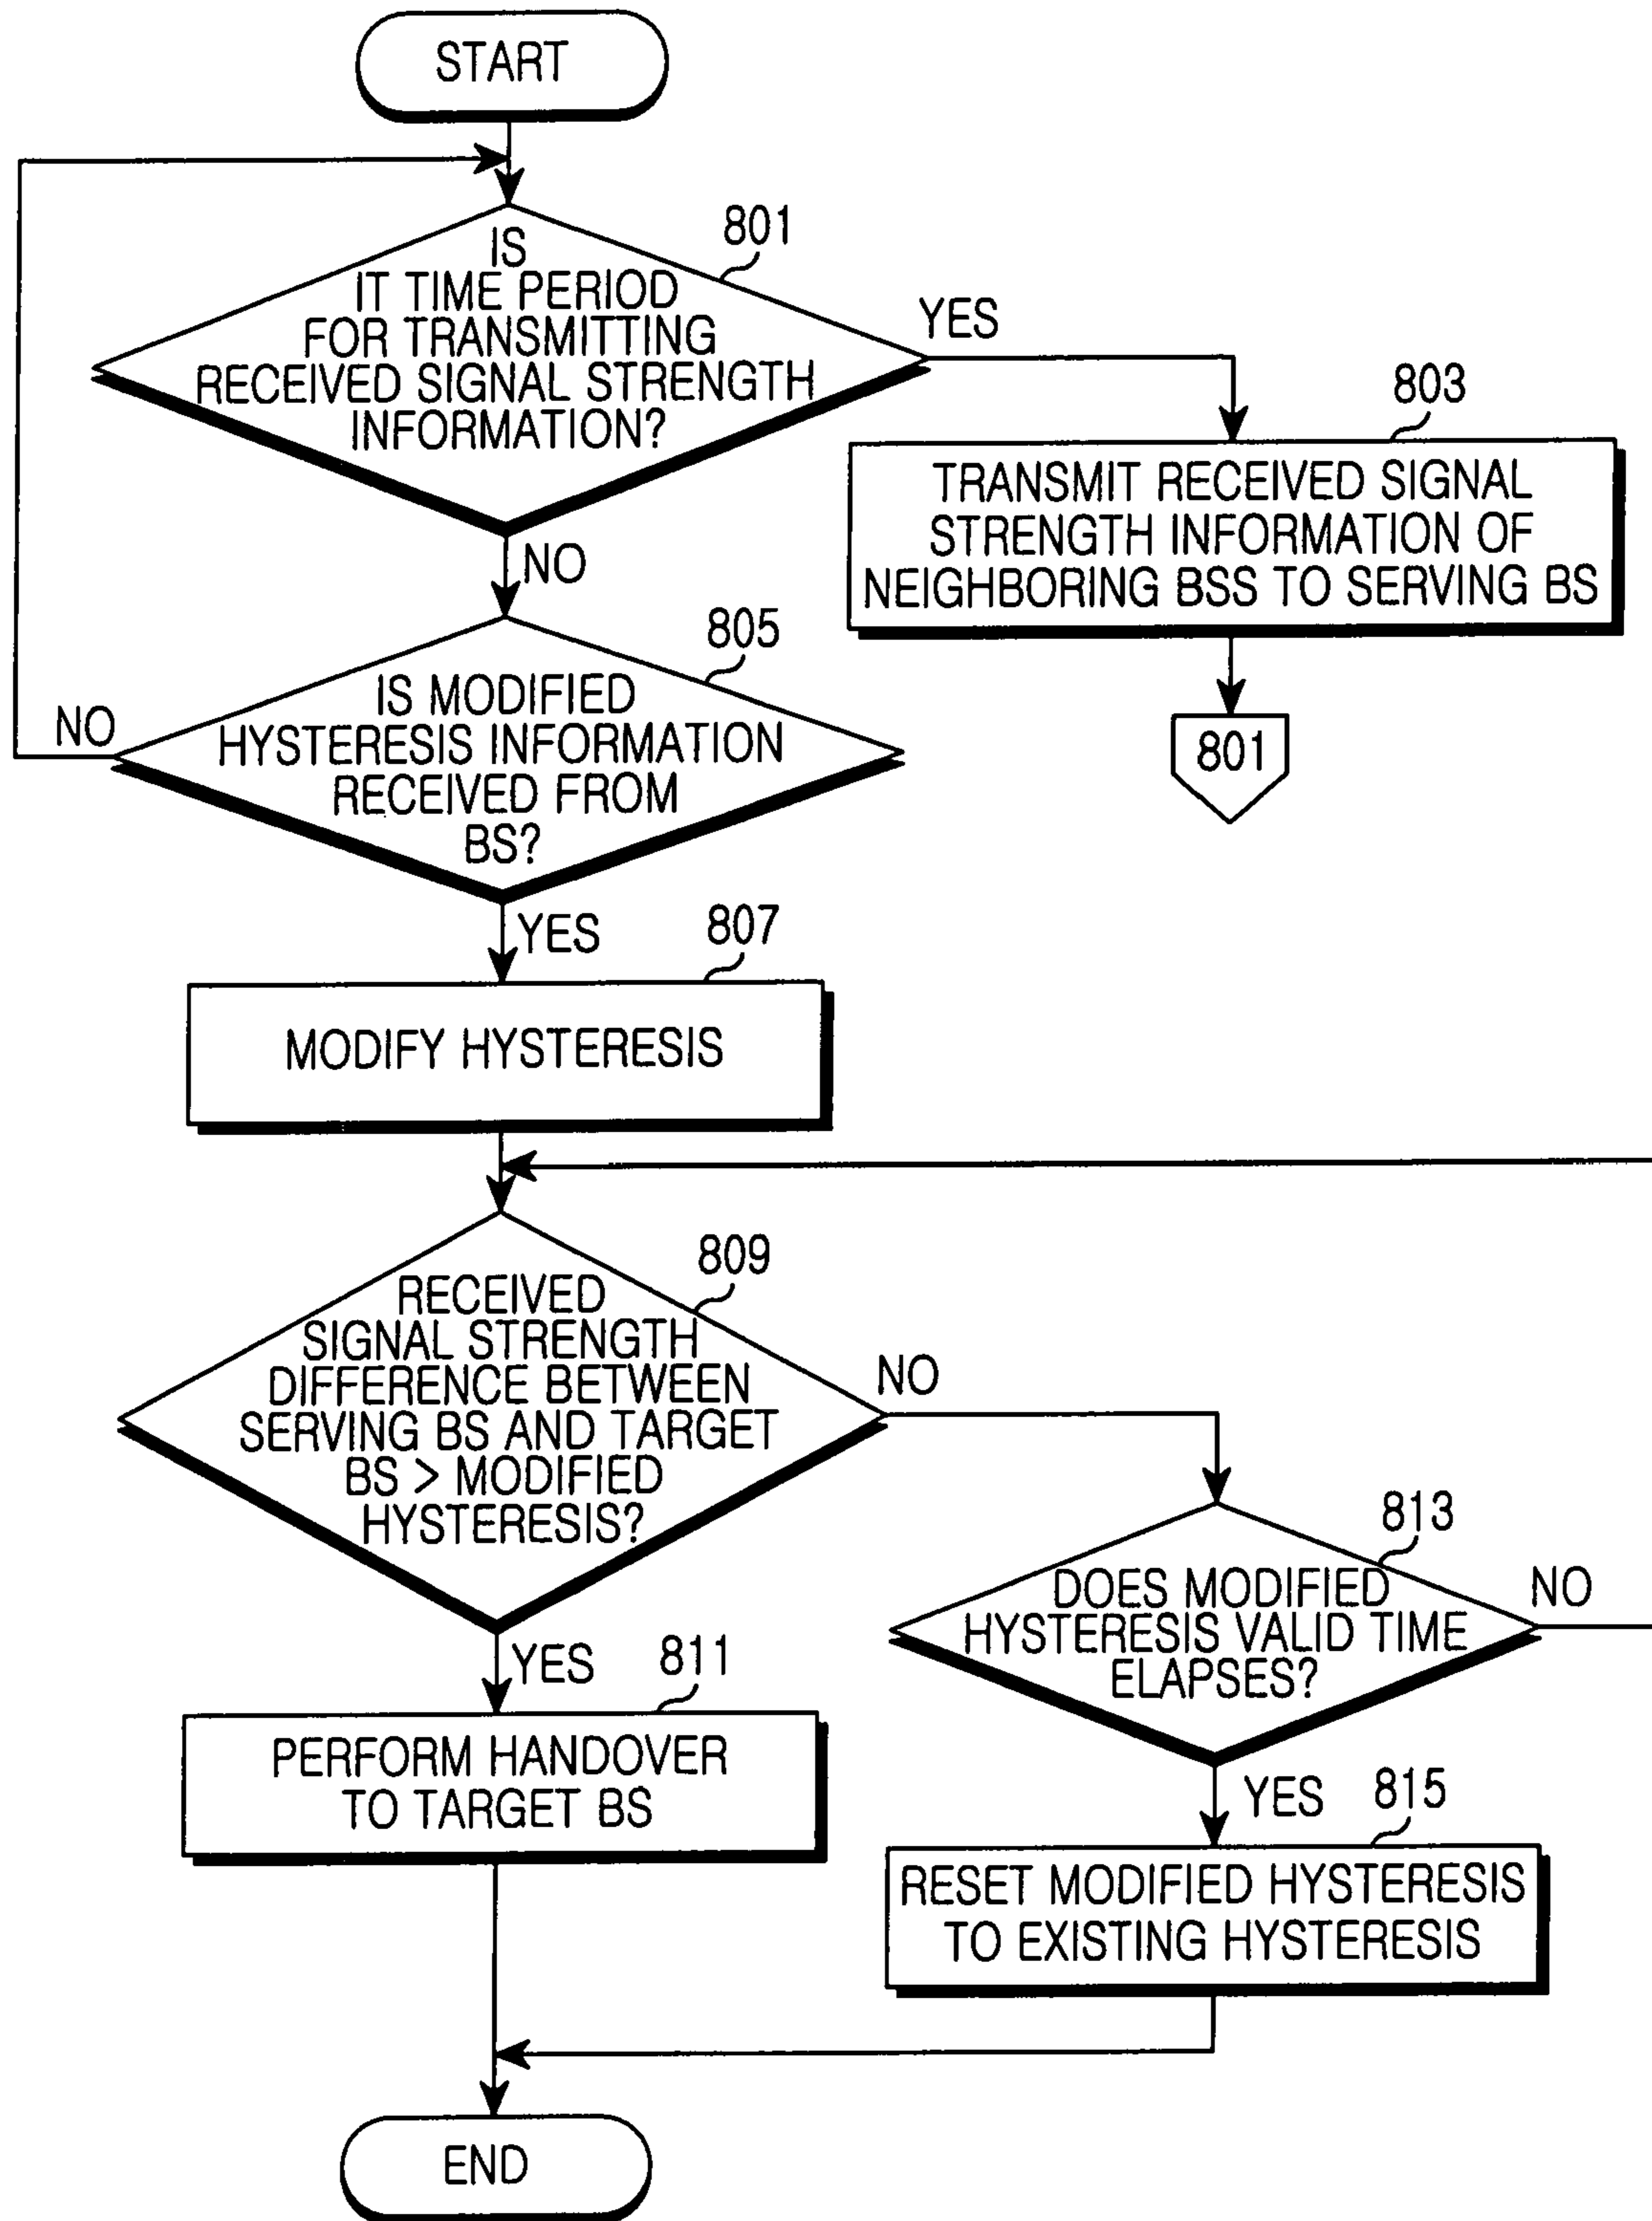 START
801
IS
IT TIME PERIOD
FOR TRANSMITTING
RECEIVED SIGNAL STRENGTH
INFORMATION?
YES
803
TRANSMIT RECEIVED SIGNAL
STRENGTH INFORMATION OF
NEIGHBORING BSS TO SERVING BS
801
NO
805
IS MODIFIED
HYSTERESIS INFORMATION
RECEIVED FROM
BS?
NO
YES
807
MODIFY HYSTERESIS
809
RECEIVED
SIGNAL STRENGTH
DIFFERENCE BETWEEN
SERVING BS AND TARGET
BS > MODIFIED
HYSTERESIS?
NO
813
DOES MODIFIED
HYSTERESIS VALID TIME
ELAPSES?
NO
YES
811
PERFORM HANDOVER
TO TARGET BS
YES
815
RESET MODIFIED HYSTERESIS
TO EXISTING HYSTERESIS
END